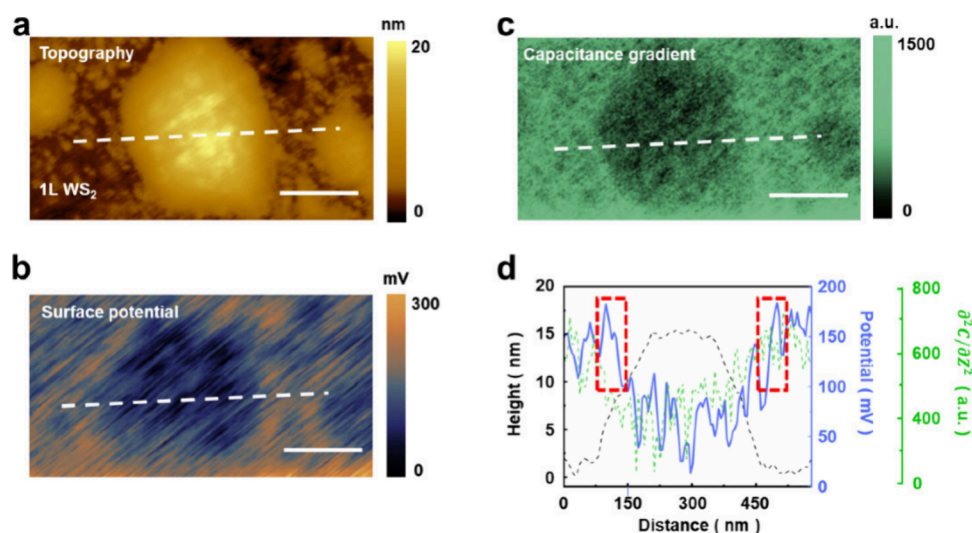 a
Topography
1L WS₂
nm
20
0
c
Capacitance gradient
a.u.
1500
0
b
Surface potential
mV
300
0
d
20
15
10
5
0
Height ( nm )
0
150
300
450
Distance ( nm )
200
150
100
50
0
Potential ( mV )
800
600
400
200
0
∂²C/∂Z²
( a.u. )